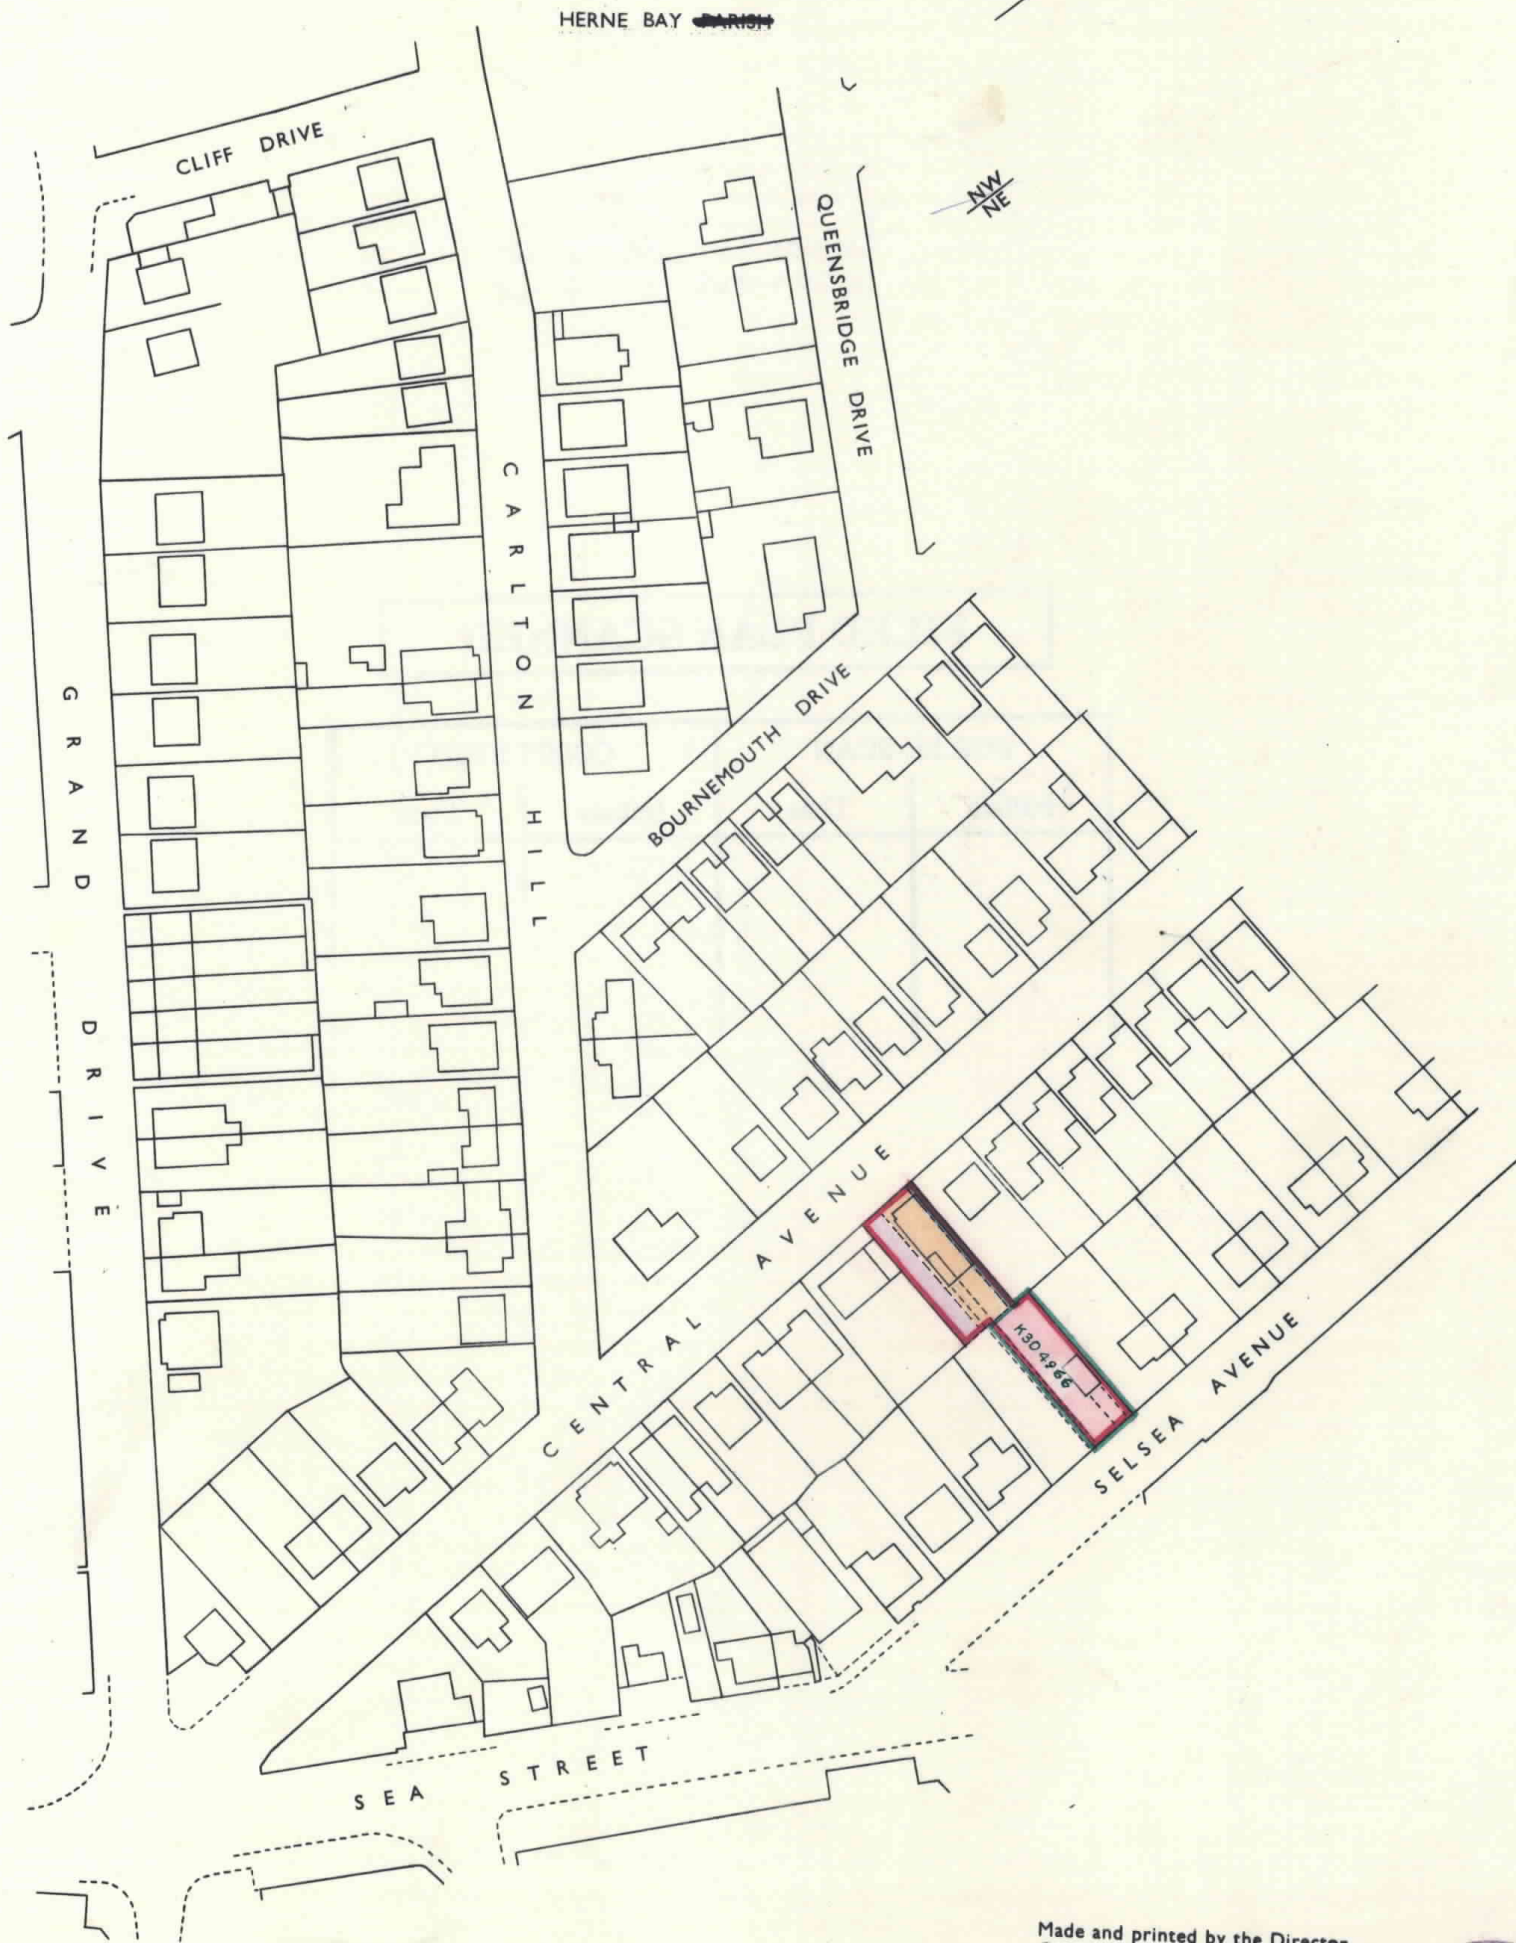 HERNE BAY PARISH
CLIFF DRIVE
NW
NE
QUEENSBRIDGE DRIVE
CARLTON HILL
GRAND DRIVE
BOURNEMOUTH DRIVE
CENTRAL AVENUE
K304966
SELSEA AVENUE
SEA STREET
Made and printed by the Director